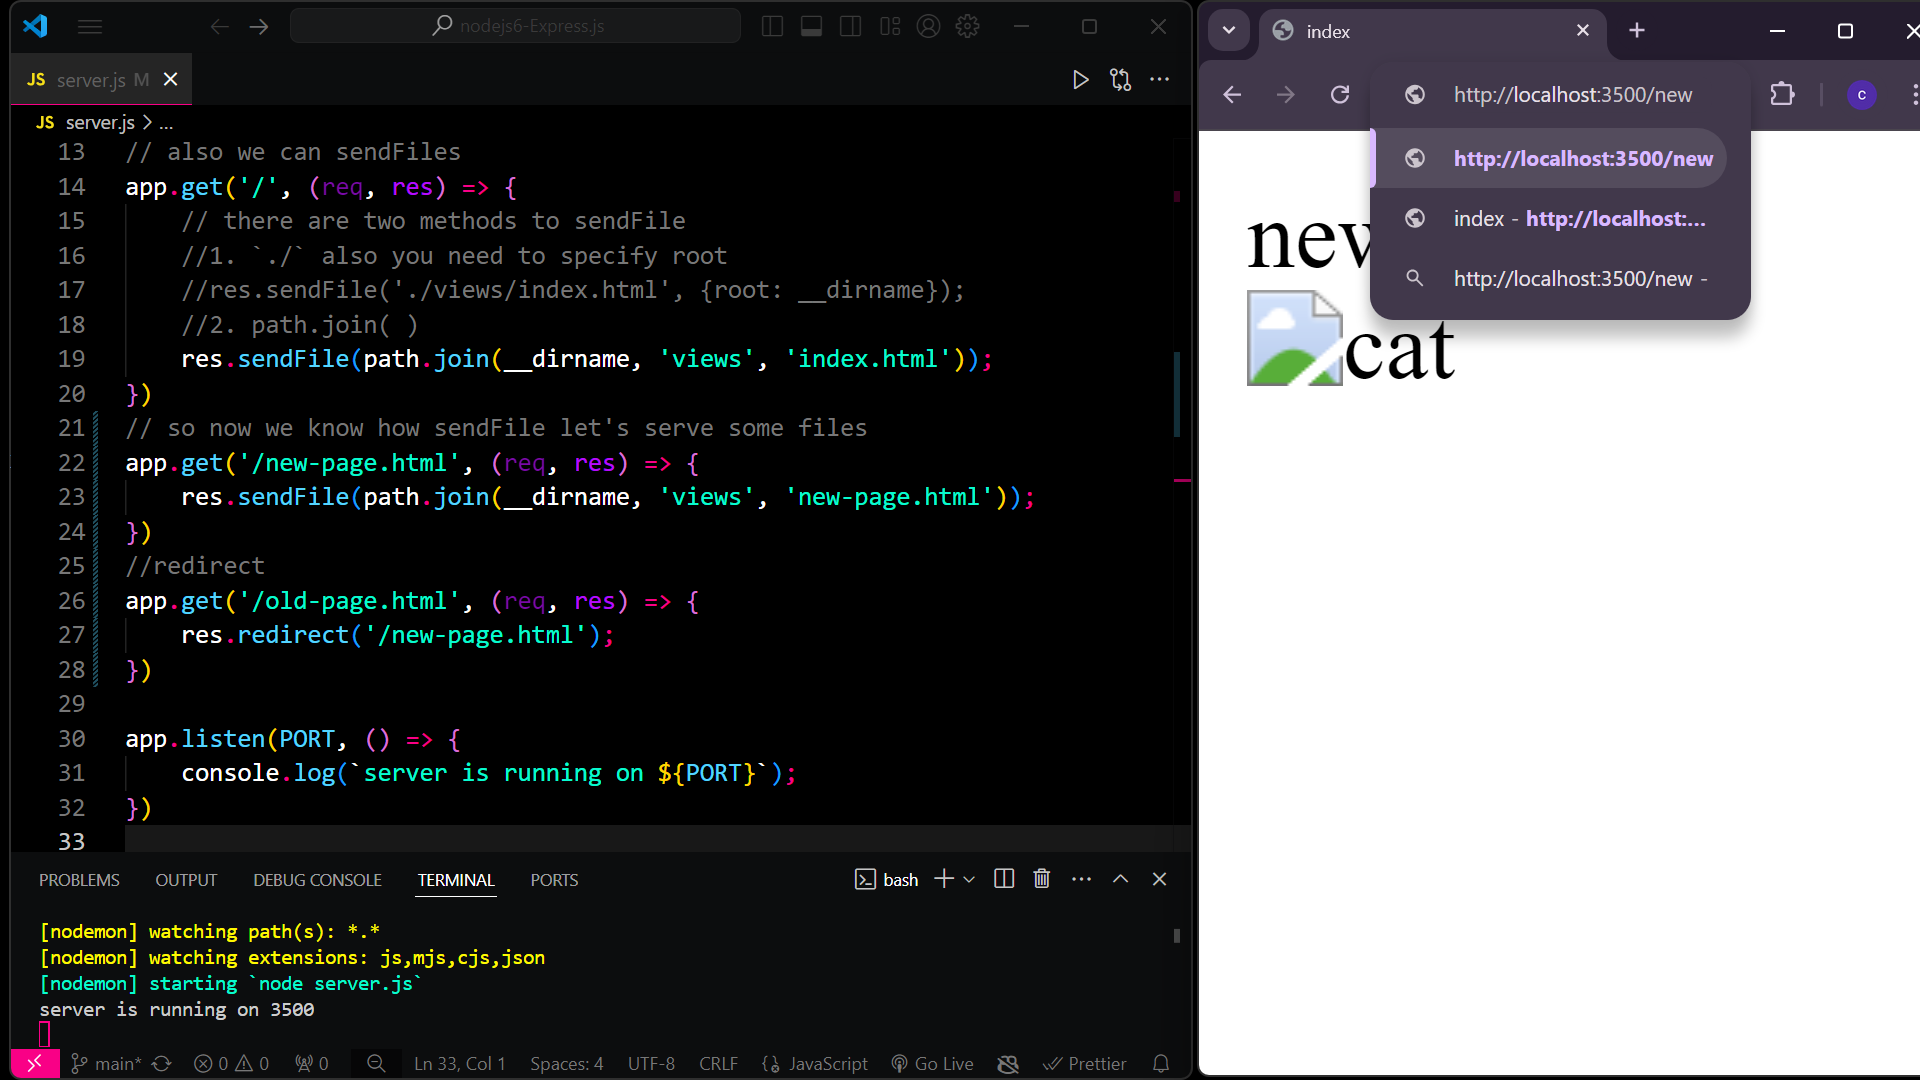 nodejs6-Express.js
JS server.js M
JS server.js > ...
13 // also we can sendFiles
14 app.get('/', (req, res) => {
15 // there are two methods to sendFile
16 //1. `./` also you need to specify root
17 //res.sendFile('./views/index.html', {root: __dirname});
18 //2. path.join( )
19 res.sendFile(path.join(__dirname, 'views', 'index.html'));
20 })
21 // so now we know how sendFile let's serve some files
22 app.get('/new-page.html', (req, res) => {
23 res.sendFile(path.join(__dirname, 'views', 'new-page.html'));
24 })
25 //redirect
26 app.get('/old-page.html', (req, res) => {
27 res.redirect('/new-page.html');
28 })
29
30 app.listen(PORT, () => {
31 console.log(`server is running on ${PORT}`);
32 })
33
PROBLEMS OUTPUT DEBUG CONSOLE TERMINAL PORTS bash
[nodemon] watching path(s): *.*
[nodemon] watching extensions: js,mjs,cjs,json
[nodemon] starting `node server.js`
server is running on 3500
main* 0 0 0 Ln 33, Col 1 Spaces: 4 UTF-8 CRLF JavaScript Go Live Prettier
index
http://localhost:3500/new
c
http://localhost:3500/new
index - http://localhost:...
http://localhost:3500/new -
new
cat